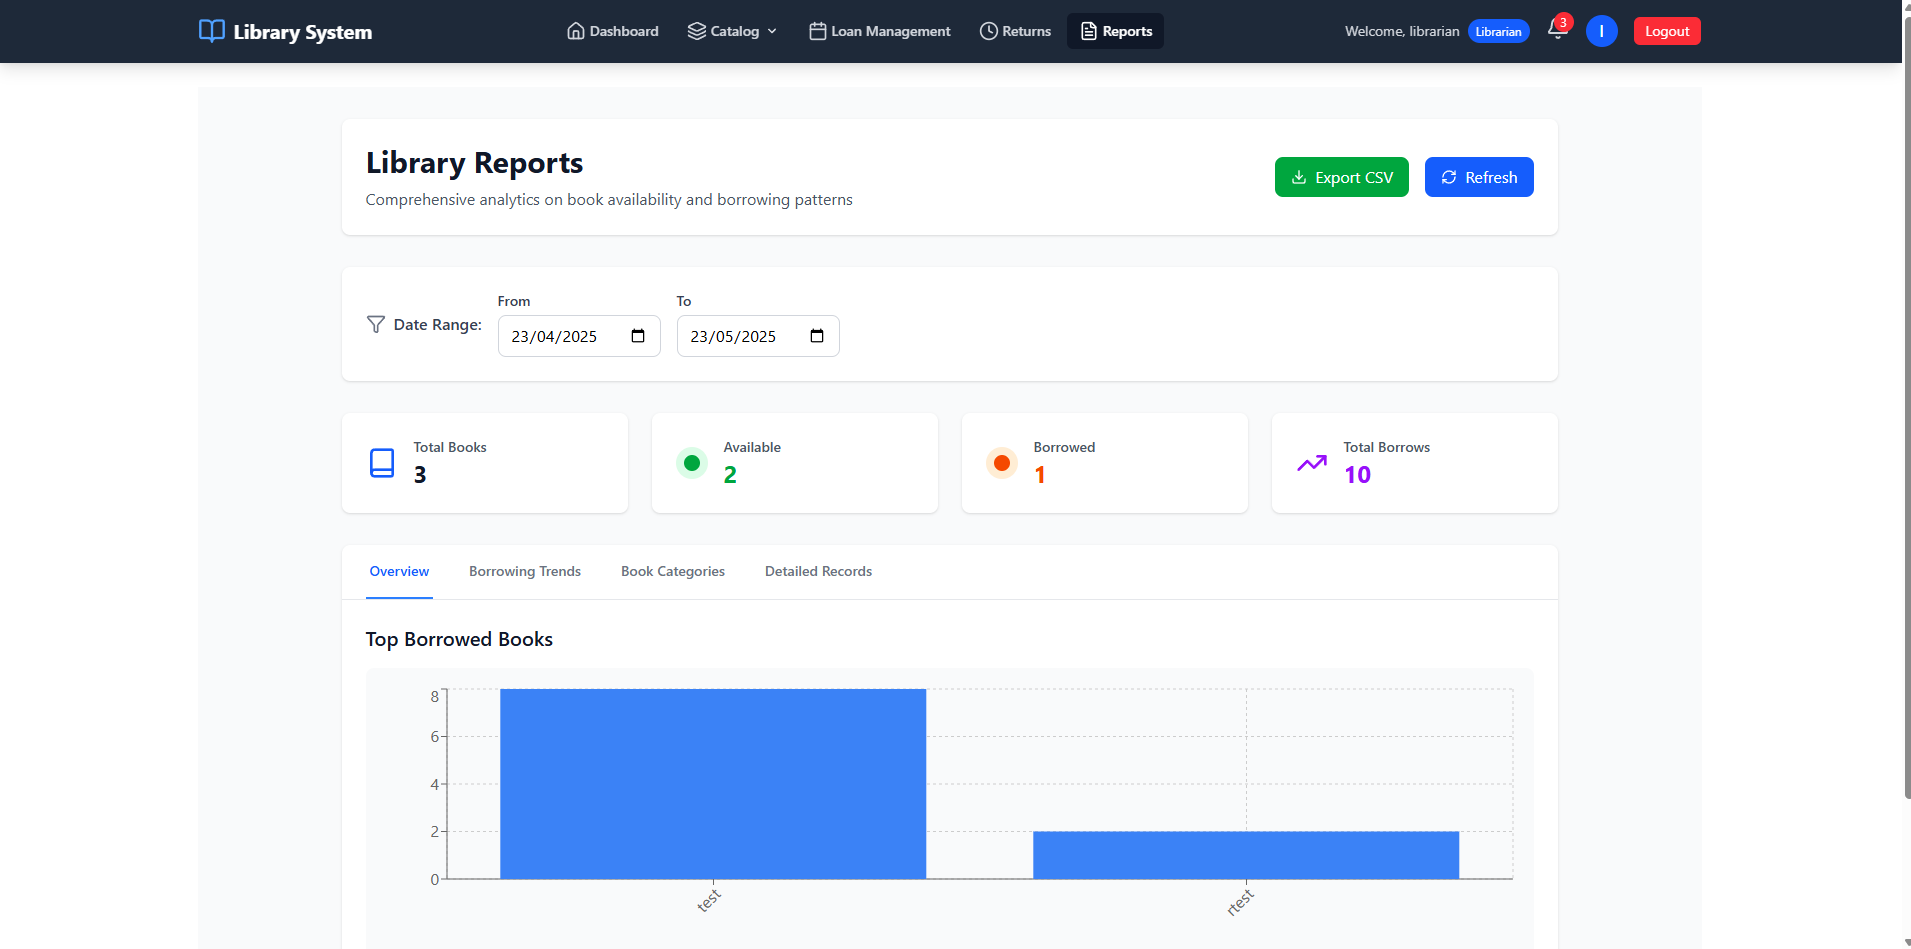 Library System
Dashboard
Catalog
Loan Management
Returns
Reports
Welcome, librarian
Librarian
3
l
Logout
Library Reports
Comprehensive analytics on book availability and borrowing patterns
Export CSV
Refresh
Date Range:
From
23/04/2025
To
23/05/2025
Total Books
3
Available
2
Borrowed
1
Total Borrows
10
Overview
Borrowing Trends
Book Categories
Detailed Records
Top Borrowed Books
8
6
4
2
0
test
rtest